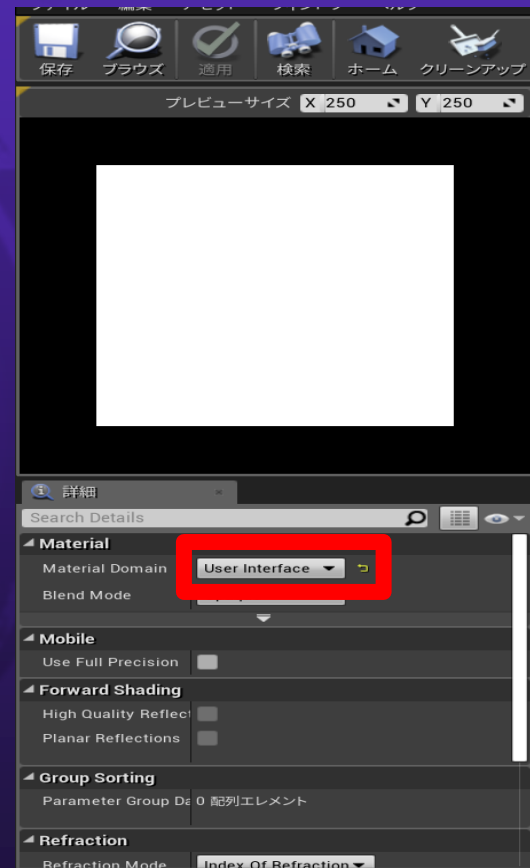 保存 ブラウズ 適用 検索 ホーム クリーンアップ
プレビューサイズ X 250 Y 250
詳細
Search Details
Material
Material Domain User Interface
Blend Mode
Mobile
Use Full Precision
Forward Shading
High Quality Reflect
Planar Reflections
Group Sorting
Parameter Group Da 0 配列エレメント
Refraction
Refraction Mode Index Of Refraction